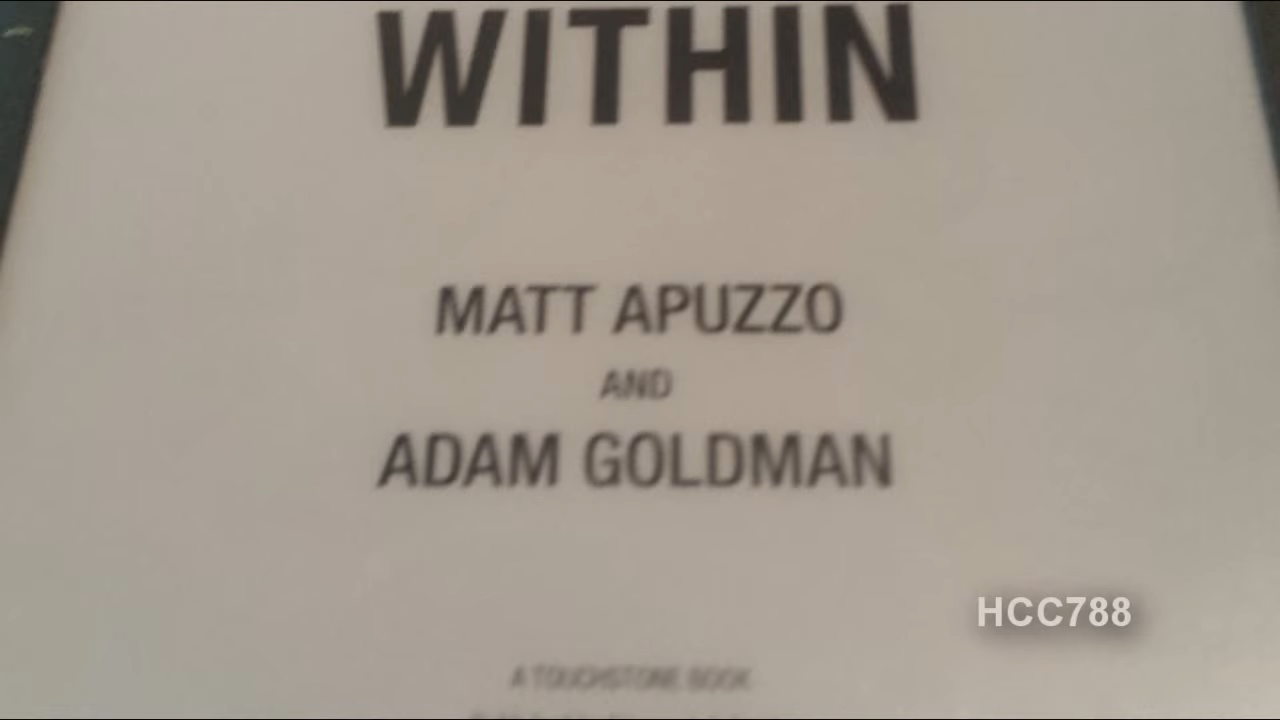 WITHIN
MATT APUZZO
AND
ADAM GOLDMAN
HCC788
A TOUCHSTONE BOOK